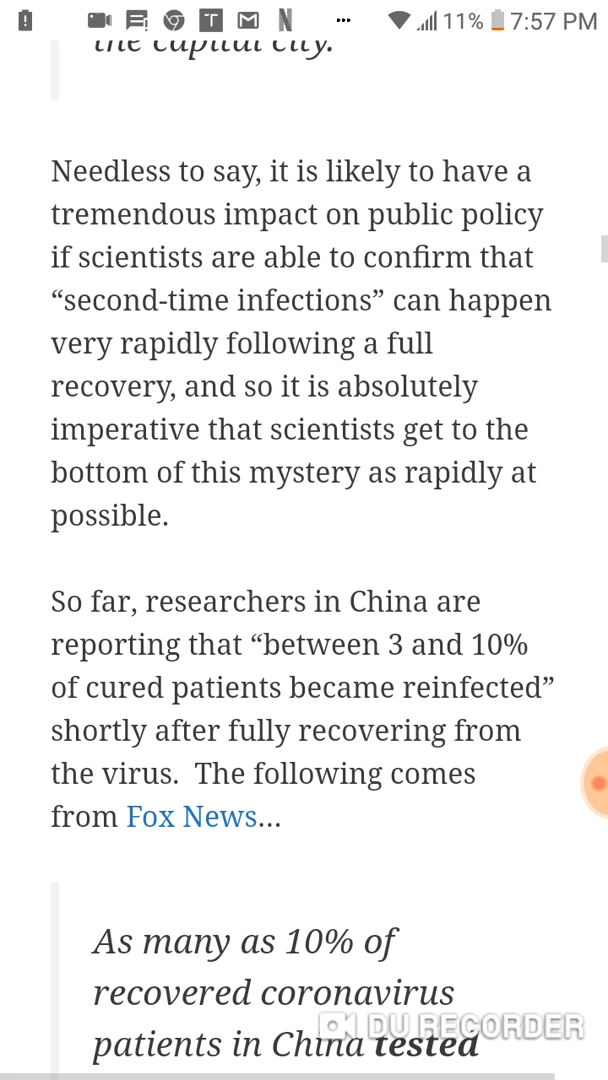 11% 7:57 PM
the capital city.
Needless to say, it is likely to have a
tremendous impact on public policy
if scientists are able to confirm that
“second-time infections” can happen
very rapidly following a full
recovery, and so it is absolutely
imperative that scientists get to the
bottom of this mystery as rapidly at
possible.
So far, researchers in China are
reporting that “between 3 and 10%
of cured patients became reinfected”
shortly after fully recovering from
the virus.  The following comes
from Fox News...
As many as 10% of
recovered coronavirus
patients in China tested
DU RECORDER